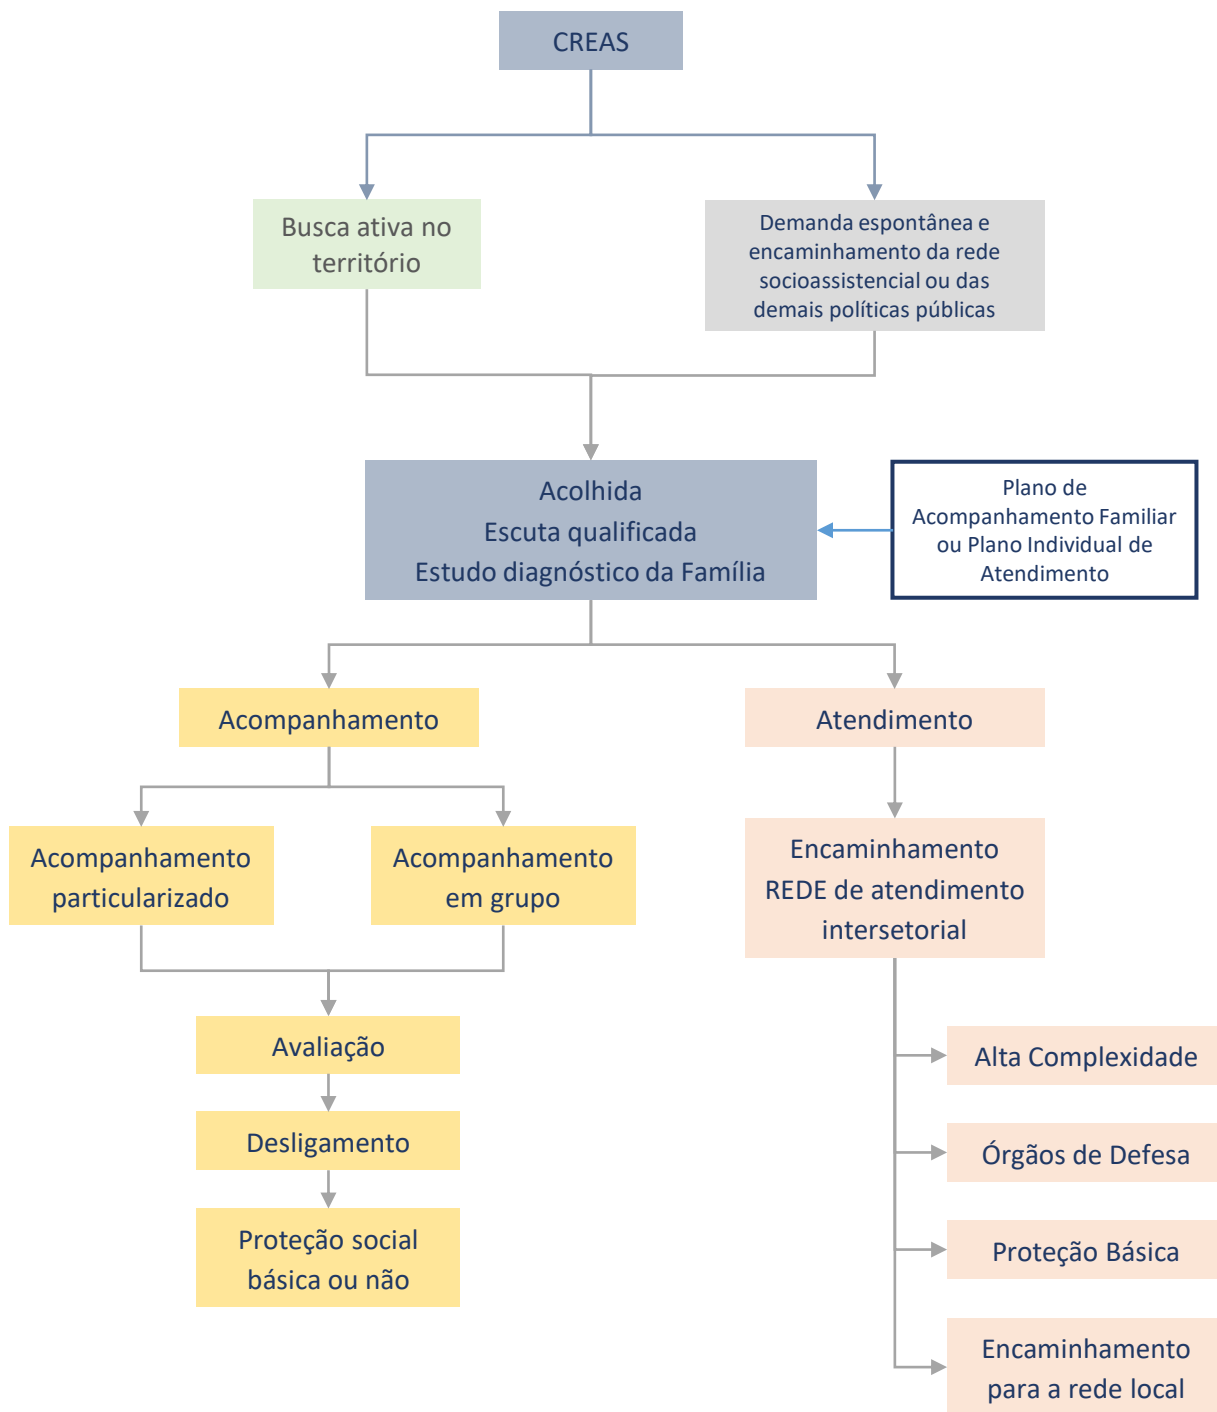 CREAS
Busca ativa no
território
Demanda espontânea e
encaminhamento da rede
socioassistencial ou das
demais políticas públicas
Acolhida
Escuta qualificada
Estudo diagnóstico da Família
Plano de
Acompanhamento Familiar
ou Plano Individual de
Atendimento
Acompanhamento
Atendimento
Acompanhamento
particularizado
Acompanhamento
em grupo
Encaminhamento
REDE de atendimento
intersetorial
Avaliação
Desligamento
Proteção social
básica ou não
Alta Complexidade
Órgãos de Defesa
Proteção Básica
Encaminhamento
para a rede local